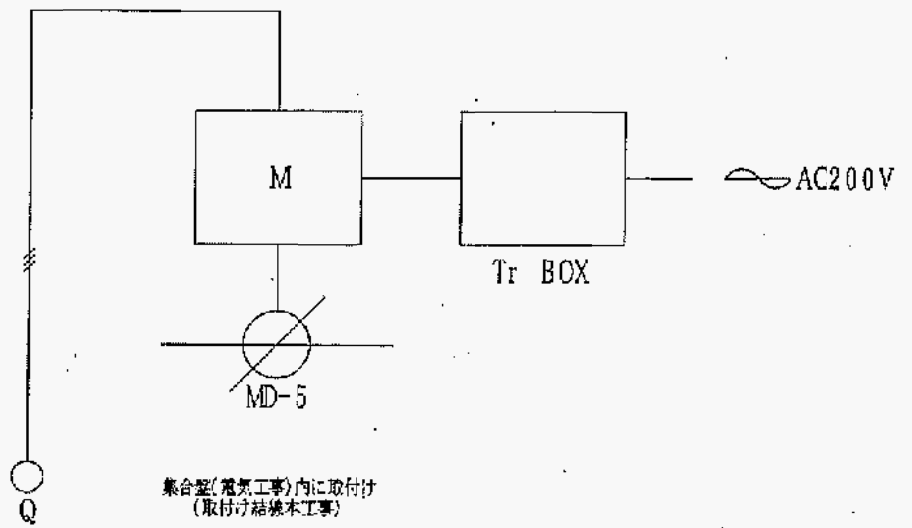 M
AC200V
Tr BOX
MD-5
集合盤(電気工事)内に取付け
(取付け結線本工事)
Q